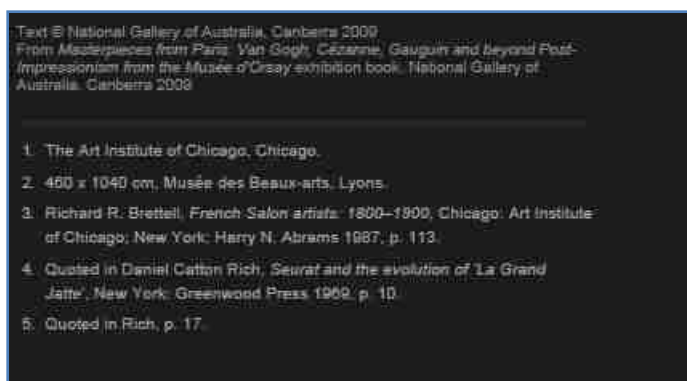 Text © National Gallery of Australia, Canberra 2009
From Masterpieces from Paris: Van Gogh, Cézanne, Gauguin and beyond Post-
Impressionism from the Musée d'Orsay exhibition book, National Gallery of
Australia, Canberra 2009
1. The Art Institute of Chicago, Chicago.
2. 460 x 1040 cm, Musée des Beaux-arts, Lyons.
3. Richard R. Brettell, French Salon artists: 1800–1900, Chicago: Art Institute
of Chicago; New York: Harry N. Abrams 1987, p. 113.
4. Quoted in Daniel Catton Rich, Seurat and the evolution of 'La Grand
Jatte', New York: Greenwood Press 1969, p. 10.
5. Quoted in Rich, p. 17.